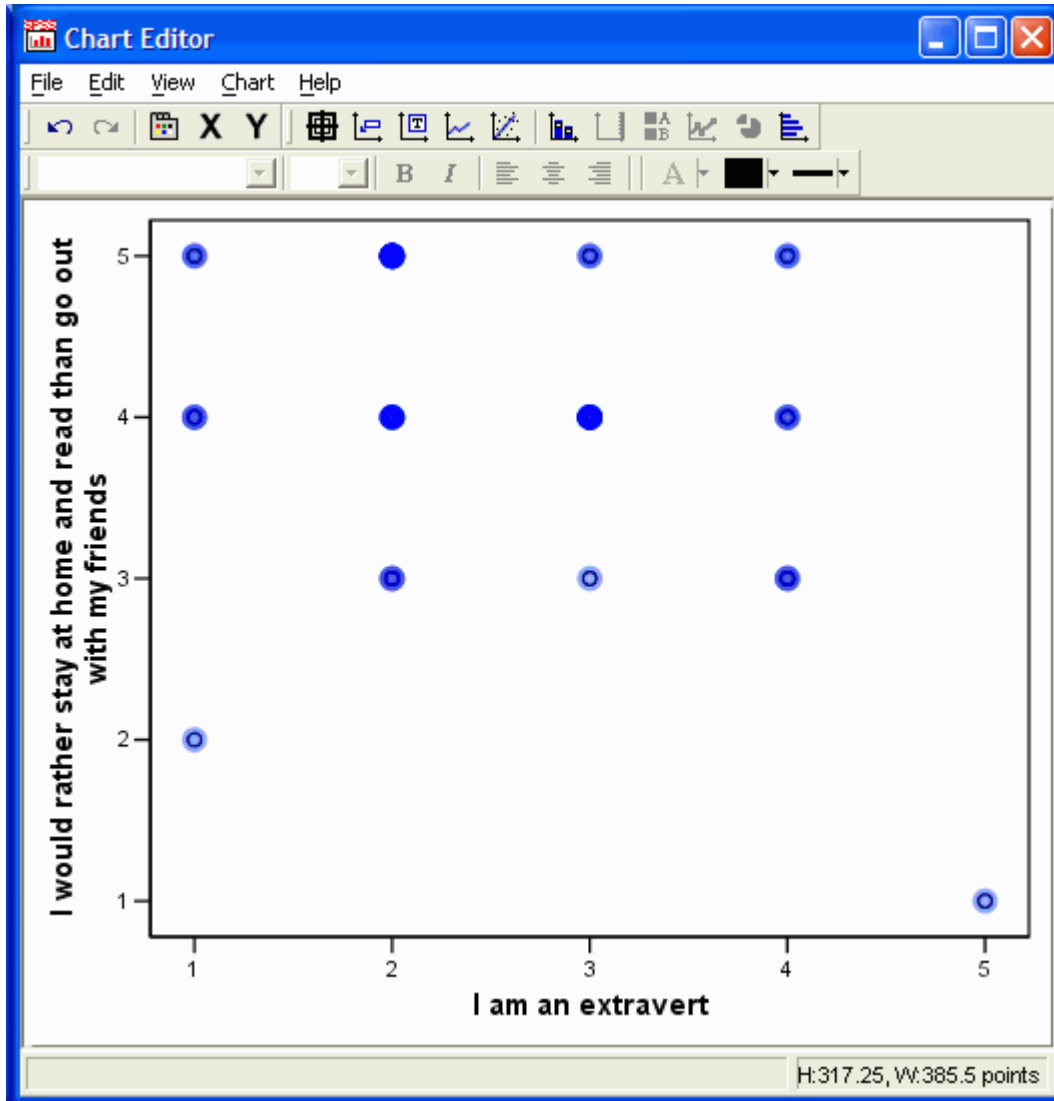 Chart Editor
File Edit View Chart Help
X Y T A B
B I A
I would rather stay at home and read than go out
with my friends
5
4
3
2
1
1 2 3 4 5
I am an extravert
H:317.25, W:385.5 points